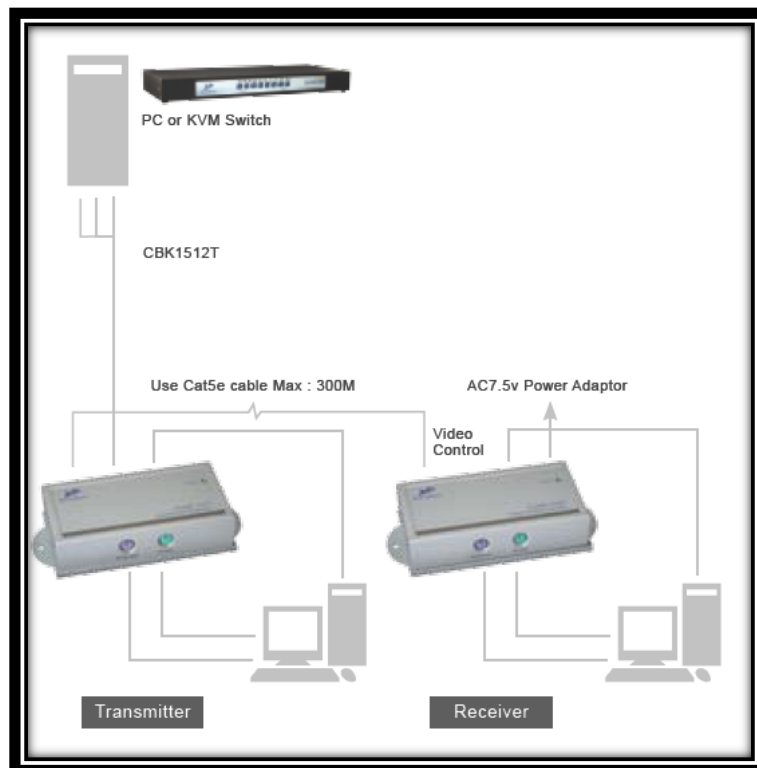 PC or KVM Switch
CBK1512T
Use Cat5e cable Max : 300M
AC7.5v Power Adaptor
Video
Control
Transmitter
Receiver